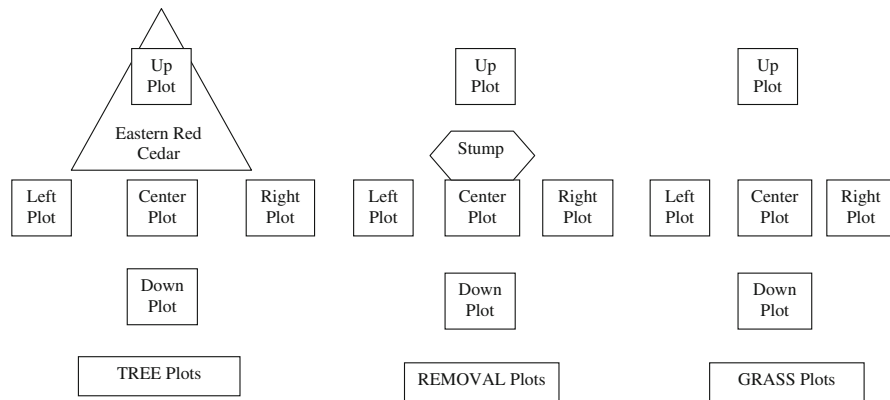 Up
Plot
Eastern Red
Cedar
Left
Plot
Center
Plot
Right
Plot
Down
Plot
TREE Plots
Up
Plot
Stump
Left
Plot
Center
Plot
Right
Plot
Down
Plot
REMOVAL Plots
Up
Plot
Left
Plot
Center
Plot
Right
Plot
Down
Plot
GRASS Plots